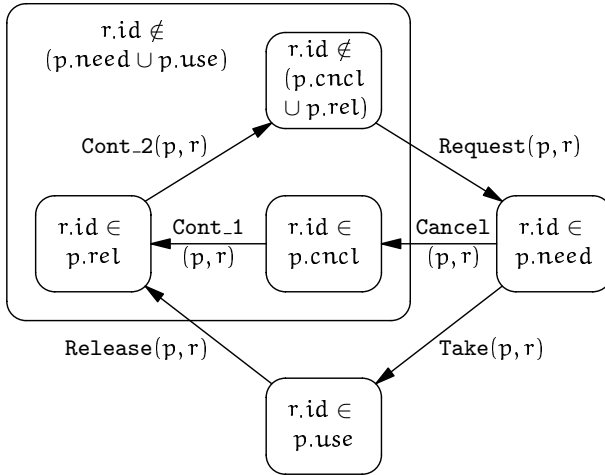 r.id ∉
(p.need ∪ p.use)
r.id ∉
(p.cncl
∪ p.rel)
Cont_2(p, r)
Request(p, r)
r.id ∈
p.rel
Cont_1
(p, r)
r.id ∈
p.cncl
Cancel
(p, r)
r.id ∈
p.need
Release(p, r)
Take(p, r)
r.id ∈
p.use